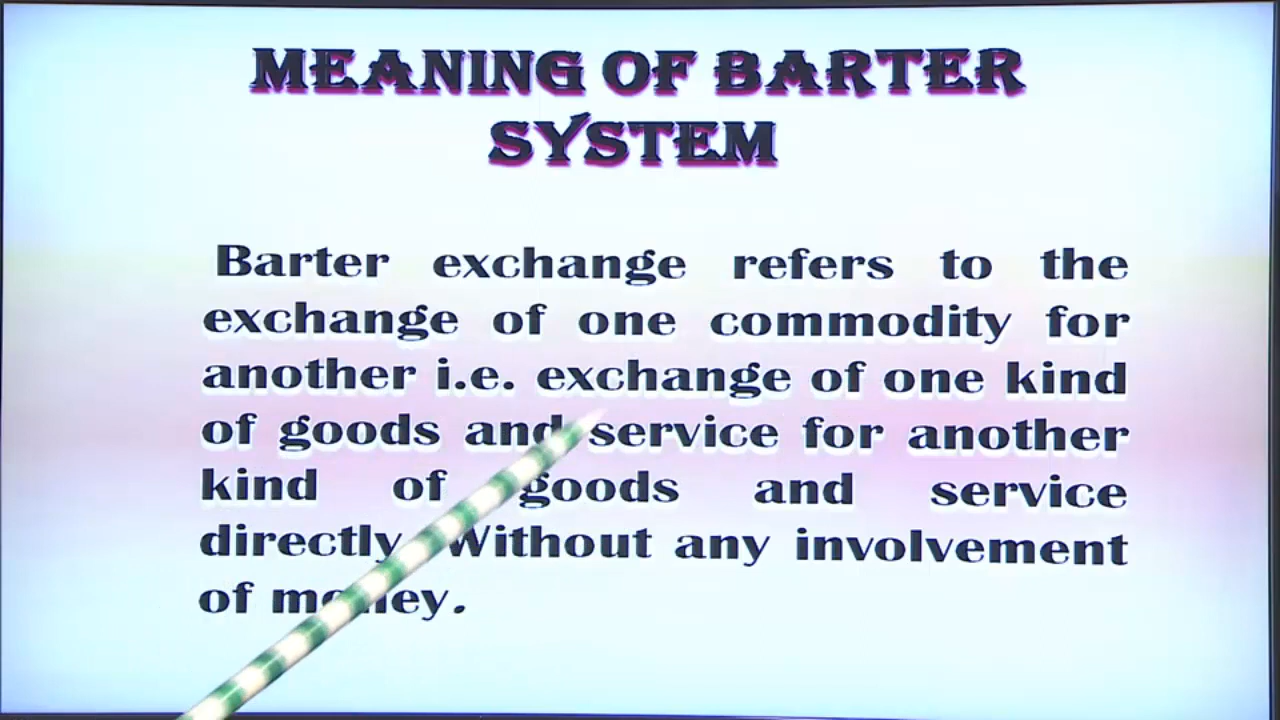 MEANING OF BARTER
SYSTEM
Barter exchange refers to the
exchange of one commodity for
another i.e. exchange of one kind
of goods and service for another
kind of goods and service
directly Without any involvement
of money.